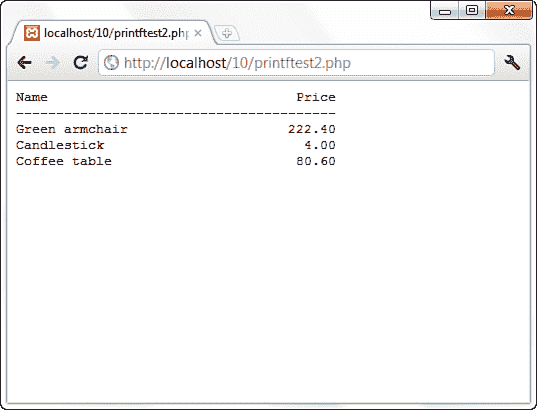 localhost/10/printftest2.php
http://localhost/10/printftest2.php
Name                                Price
----------------------------------------
Green armchair                    222.40
Candlestick                         4.00
Coffee table                       80.60